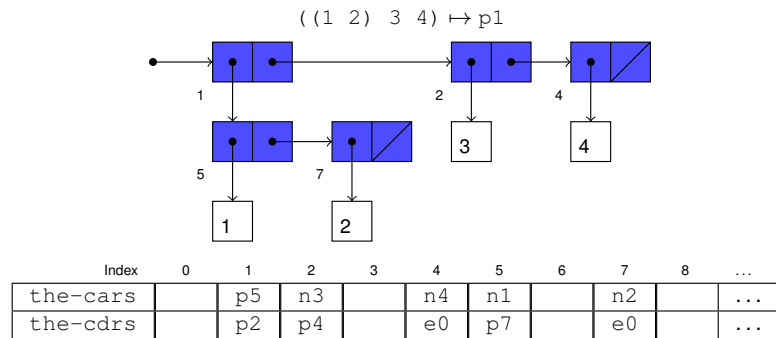 ((1 2) 3 4) ↦ p1
1 2 4
3 4
5 7
1 2
Index 0 1 2 3 4 5 6 7 8 ...
the-cars p5 n3 n4 n1 n2 ...
the-cdrs p2 p4 e0 p7 e0 ...